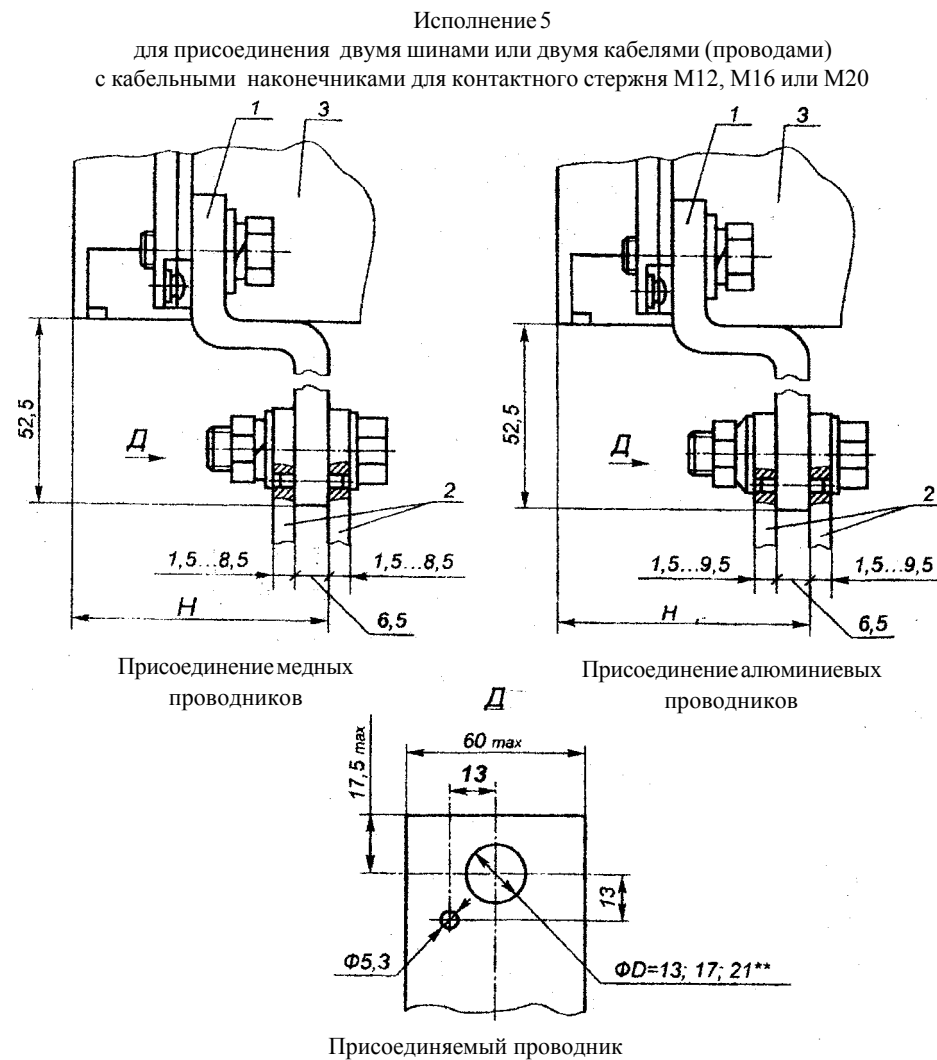 Исполнение 5
для присоединения двумя шинами или двумя кабелями (проводами)
с кабельными наконечниками для контактного стержня М12, М16 или М20
1
3
1
3
52,5
Д
2
1,5...8,5
1,5...8,5
H
6,5
52,5
Д
2
1,5...9,5
1,5...9,5
H
6,5
Присоединение медных
проводников
Присоединение алюминиевых
проводников
Д
60 max
17,5 max
13
13
Ф5,3
ФD=13; 17; 21**
Присоединяемый проводник